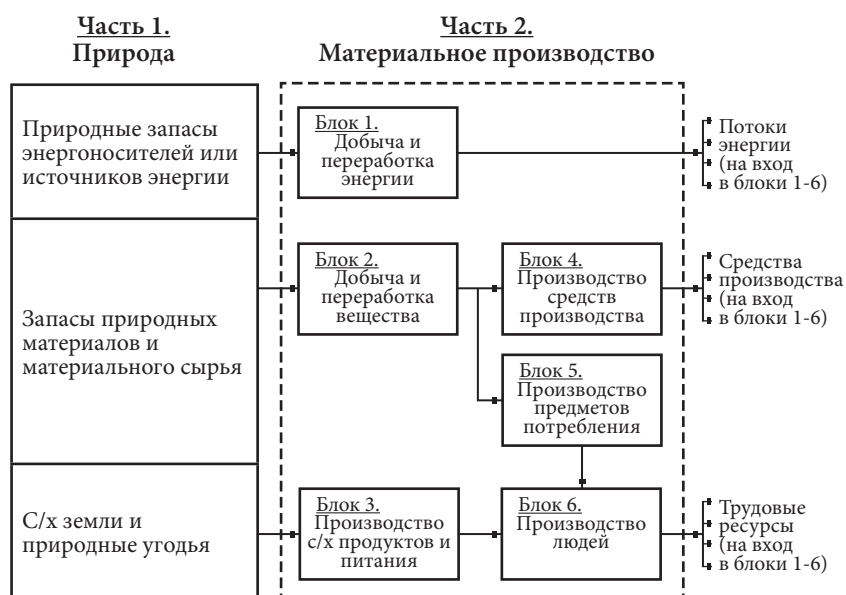 Часть 1.
Природа
Часть 2.
Материальное производство
Природные запасы
энергоносителей или
источников энергии
Блок 1.
Добыча и
переработка
энергии
Потоки
энергии
(на вход
в блоки 1-6)
Запасы природных
материалов и
материального сырья
Блок 2.
Добыча и
переработка
вещества
Блок 4.
Производство
средств
производства
Средства
производства
(на вход
в блоки 1-6)
Блок 5.
Производство
предметов
потребления
С/х земли и
природные угодья
Блок 3.
Производство
с/х продуктов и
питания
Блок 6.
Производство
людей
Трудовые
ресурсы
(на вход
в блоки 1-6)